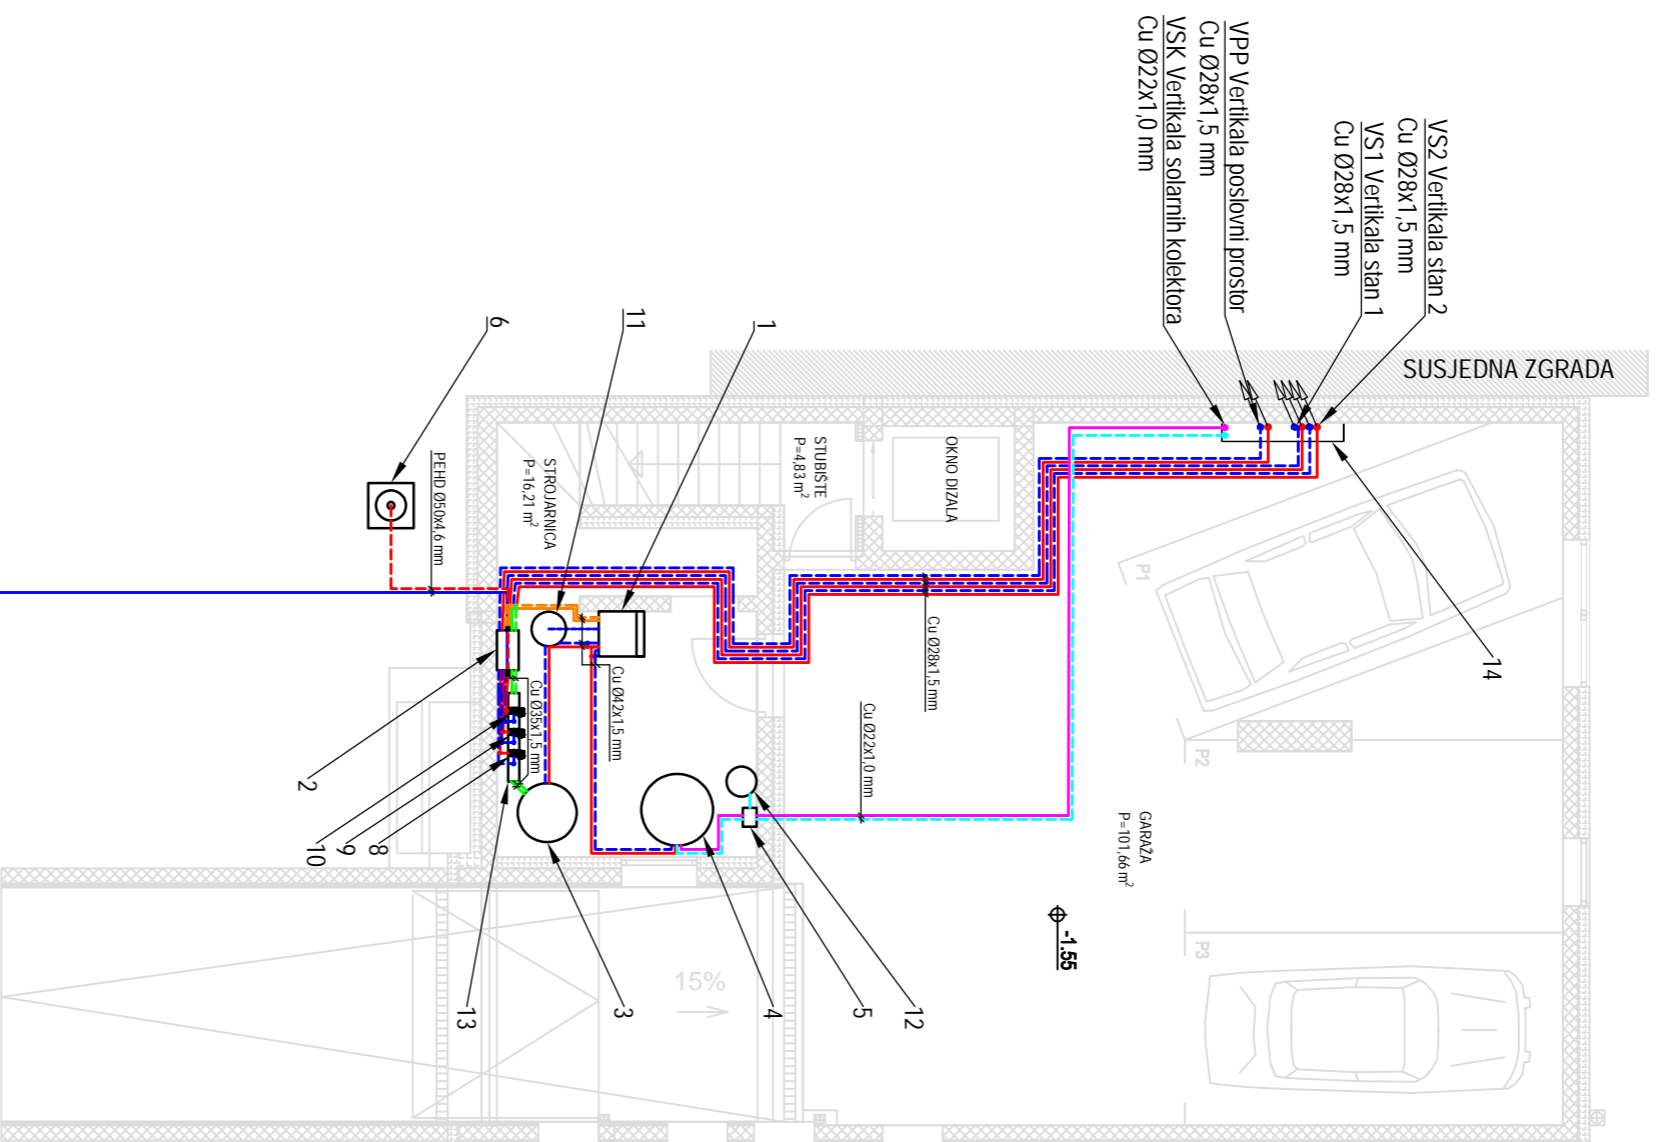 VS2 Vertikala stan 2
Cu Ø28x1,5 mm
VS1 Vertikala stan 1
Cu Ø28x1,5 mm
VPP Vertikala poslovni prostor
Cu Ø28x1,5 mm
VSK Vertikala solarnih kolektora
Cu Ø22x1,0 mm
SUSJEDNA ZGRADA
14
1
11
6
OKNO DIZALA
STUBIŠTE
P=4,83 m²
STROJARNICA
P=16,21 m²
PEHD Ø50x4,6 mm
P1
P2
P3
Cu Ø28x1,5 mm
Cu Ø22x1,0 mm
Cu Ø42x1,5 mm
Cu Ø35x1,5 mm
GARAŽA
P=101,66 m²
-1.55
2
10
9
8
13
3
4
5
12
15%